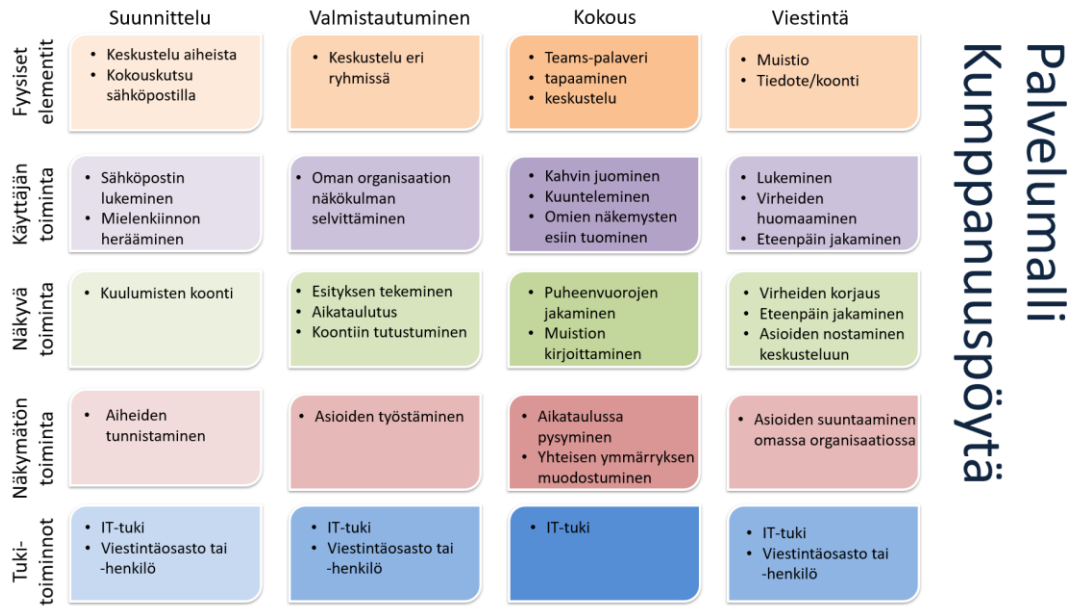 Suunnittelu
Valmistautuminen
Kokous
Viestintä
Fyysiset
elementit
• Keskustelu aiheista
• Kokouskutsu
sähköpostilla
• Keskustelu eri
ryhmissä
• Teams-palaveri
• tapaaminen
• keskustelu
• Muistio
• Tiedote/koonti
Käyttäjän
toiminta
• Sähköpostin
lukeminen
• Mielenkiinnon
herääminen
• Oman organisaation
näkökulman
selvittäminen
• Kahvin juominen
• Kuunteleminen
• Omien näkemysten
esiin tuominen
• Lukeminen
• Virheiden
huomaaminen
• Eteenpäin jakaminen
Näkyvä
toiminta
• Kuulumisten koonti
• Esityksen tekeminen
• Aikataulutus
• Koontiin tutustuminen
• Puheenvuorojen
jakaminen
• Muistion
kirjoittaminen
• Virheiden korjaus
• Eteenpäin jakaminen
• Asioiden nostaminen
keskusteluun
Näkymätön
toiminta
• Aiheiden
tunnistaminen
• Asioiden työstäminen
• Aikataulussa
pysyminen
• Yhteisen ymmärryksen
muodostuminen
• Asioiden suuntaaminen
omassa organisaatiossa
Tuki-
toiminnot
• IT-tuki
• Viestintäosasto tai
-henkilö
• IT-tuki
• Viestintäosasto tai
-henkilö
• IT-tuki
• IT-tuki
• Viestintäosasto tai
-henkilö
Palvelumalli
Kumppanuuspöytä